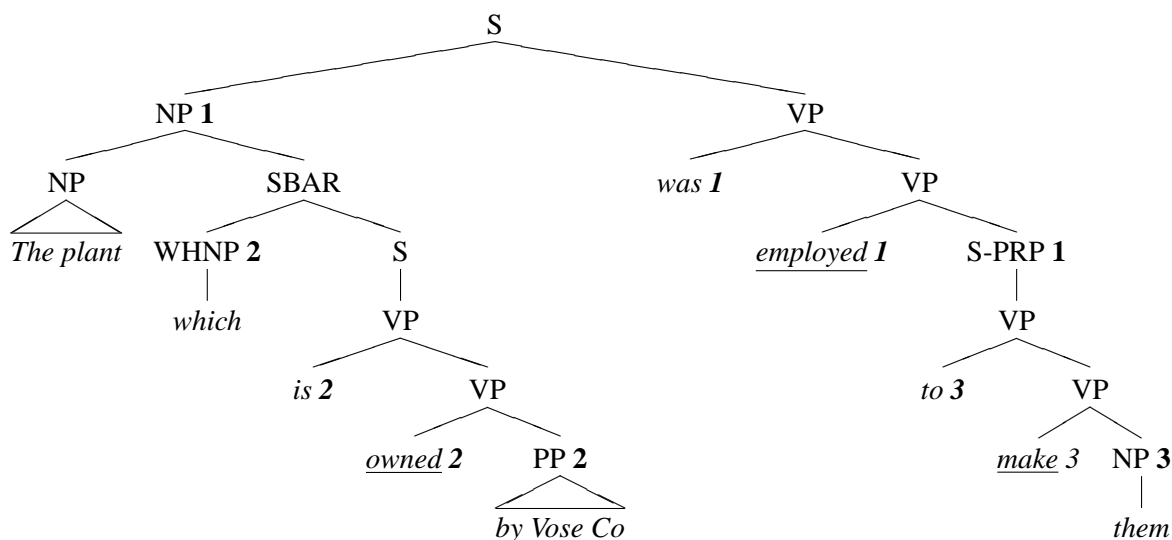 S
NP 1 VP
NP SBAR was 1 VP
The plant WHNP 2 S employed 1 S-PRP 1
which VP VP
is 2 VP to 3 VP
owned 2 PP 2 make 3 NP 3
by Vose Co them